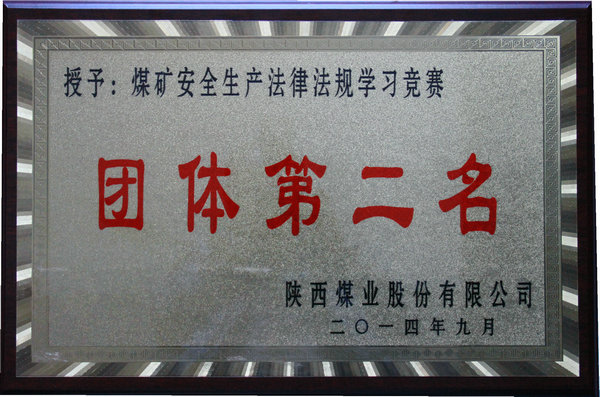 授予：煤矿安全生产法律法规学习竞赛
团体第二名
陕西煤业股份有限公司
二〇一四年九月